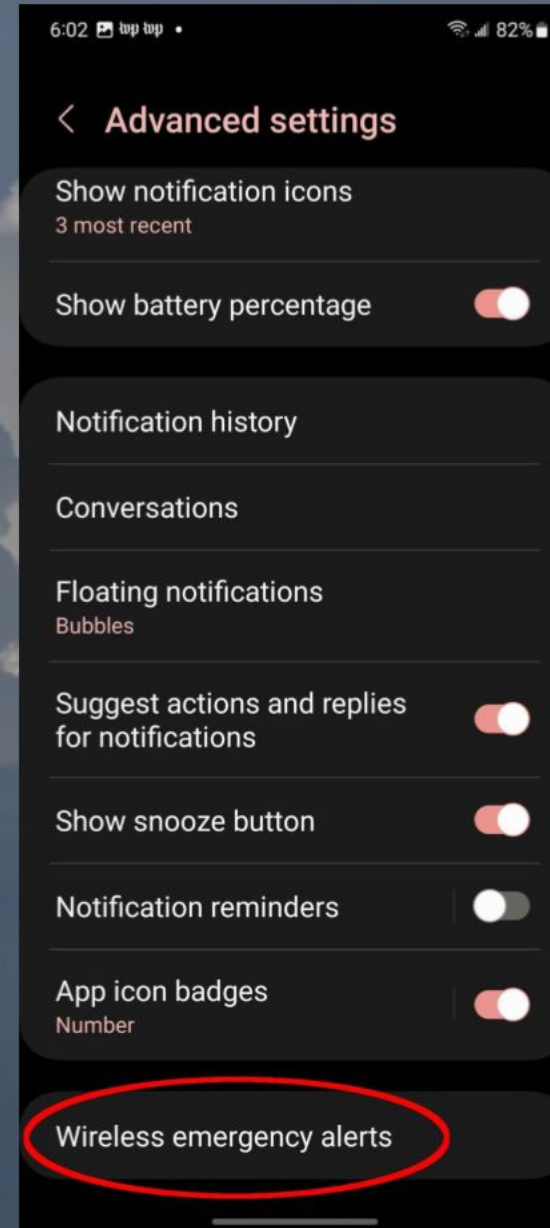 6:02 wp wp • 82%
< Advanced settings
Show notification icons
3 most recent
Show battery percentage
Notification history
Conversations
Floating notifications
Bubbles
Suggest actions and replies
for notifications
Show snooze button
Notification reminders
App icon badges
Number
Wireless emergency alerts